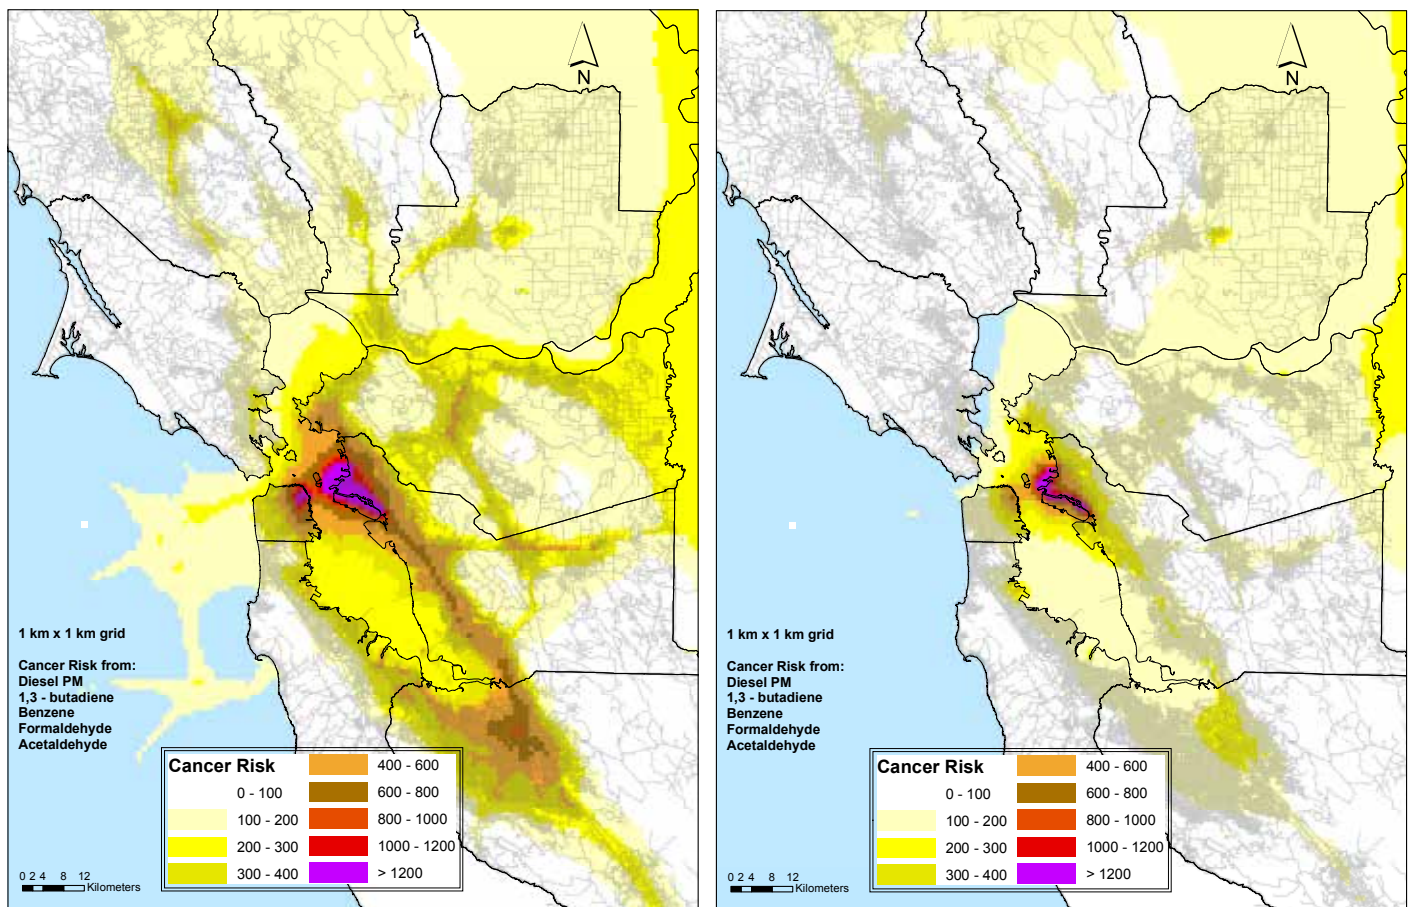 N
1 km x 1 km grid
Cancer Risk from:
Diesel PM
1,3 - butadiene
Benzene
Formaldehyde
Acetaldehyde
Cancer Risk
0 - 100
100 - 200
200 - 300
300 - 400
400 - 600
600 - 800
800 - 1000
1000 - 1200
> 1200
0 2 4 8 12
Kilometers
N
1 km x 1 km grid
Cancer Risk from:
Diesel PM
1,3 - butadiene
Benzene
Formaldehyde
Acetaldehyde
Cancer Risk
0 - 100
100 - 200
200 - 300
300 - 400
400 - 600
600 - 800
800 - 1000
1000 - 1200
> 1200
0 2 4 8 12
Kilometers